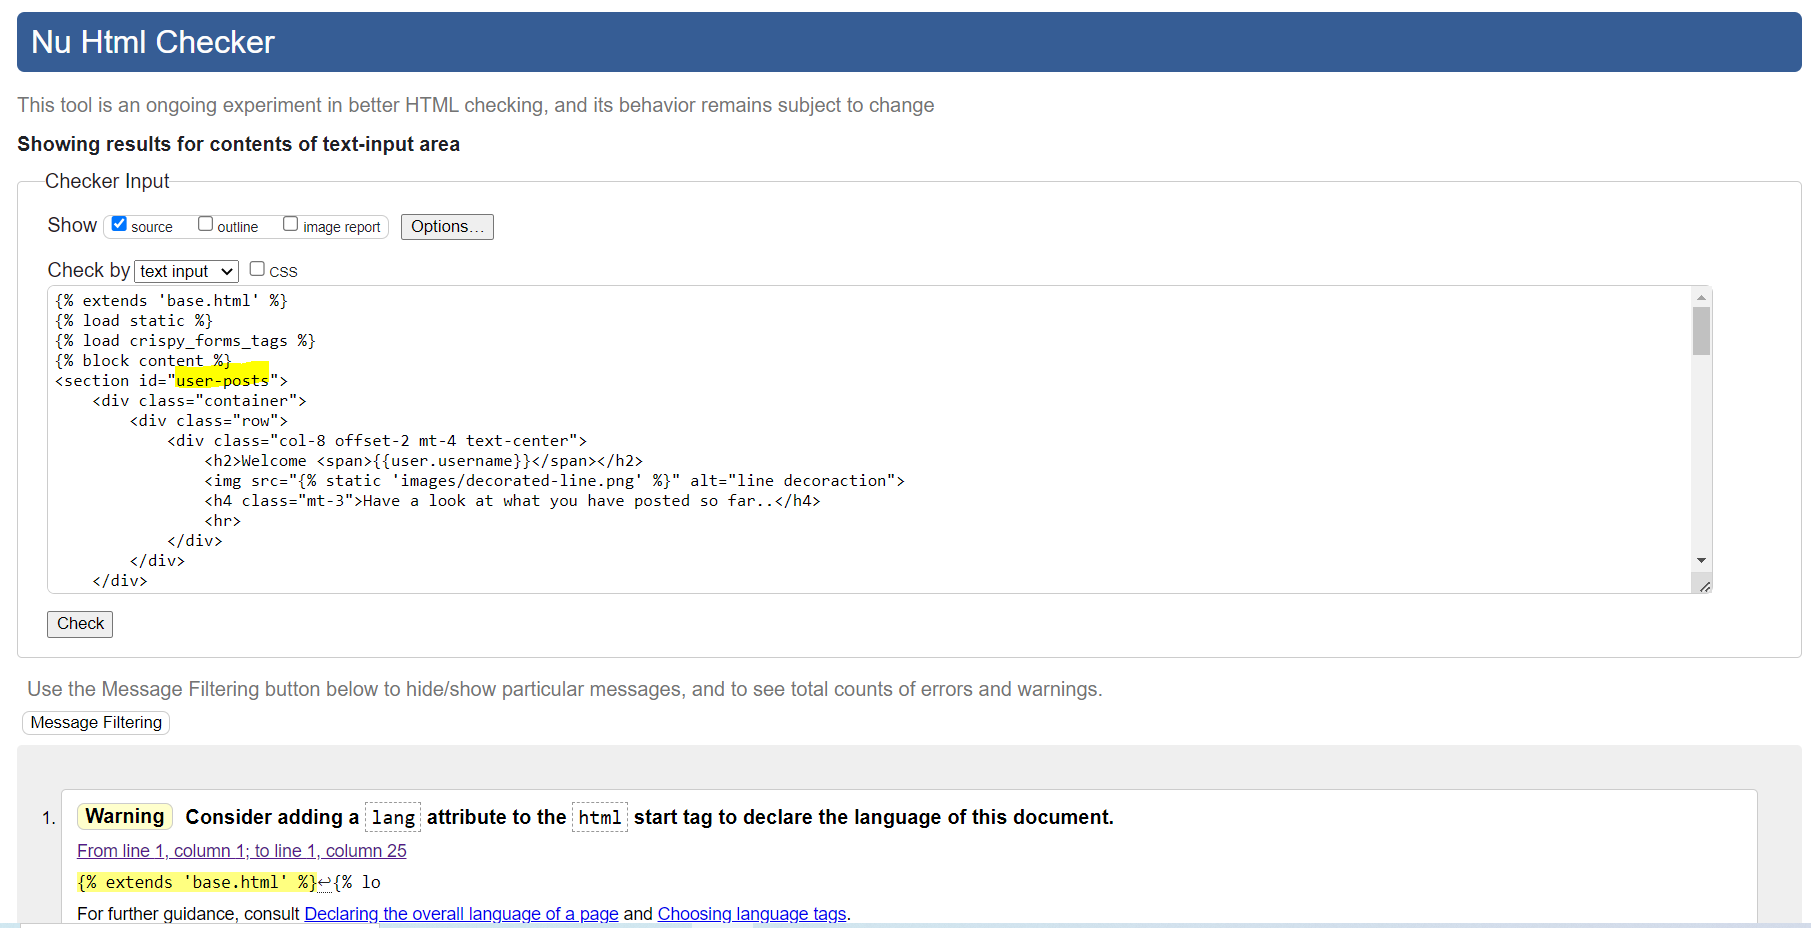 Nu Html Checker
This tool is an ongoing experiment in better HTML checking, and its behavior remains subject to change
Showing results for contents of text-input area
Checker Input
Show source outline image report Options...
Check by text input CSS
{% extends 'base.html' %}
{% load static %}
{% load crispy_forms_tags %}
{% block content %}
<section id="user-posts">
    <div class="container">
        <div class="row">
            <div class="col-8 offset-2 mt-4 text-center">
                <h2>Welcome <span>{{user.username}}</span></h2>
                <img src="{% static 'images/decorated-line.png' %}" alt="line decoraction">
                <h4 class="mt-3">Have a look at what you have posted so far..</h4>
                <hr>
            </div>
        </div>
    </div>
Check
Use the Message Filtering button below to hide/show particular messages, and to see total counts of errors and warnings.
Message Filtering
1. Warning Consider adding a lang attribute to the html start tag to declare the language of this document.
From line 1, column 1; to line 1, column 25
{% extends 'base.html' %}↩{% lo
For further guidance, consult Declaring the overall language of a page and Choosing language tags.